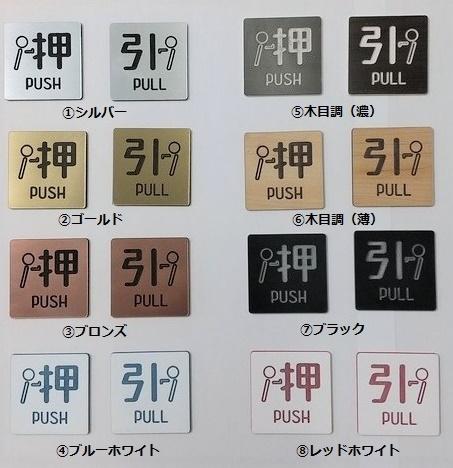 押 引
PUSH PULL
①シルバー
押 引
PUSH PULL
②ゴールド
押 引
PUSH PULL
③ブロンズ
押 引
PUSH PULL
④ブルーホワイト
押 引
PUSH PULL
⑤木目調（濃）
押 引
PUSH PULL
⑥木目調（薄）
押 引
PUSH PULL
⑦ブラック
押 引
PUSH PULL
⑧レッドホワイト